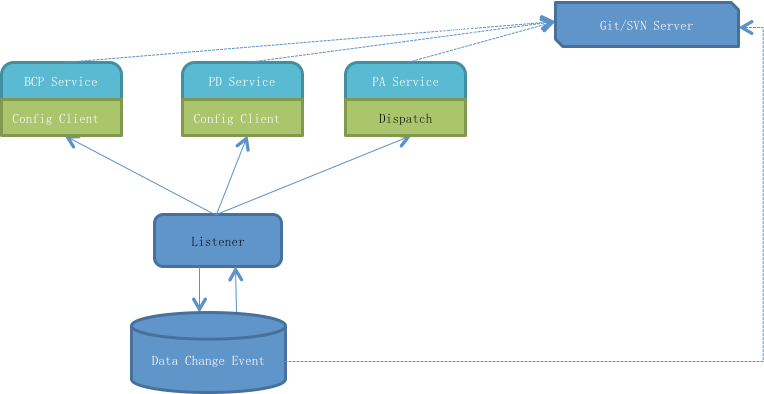 Git/SVN Server
BCP Service
PD Service
PA Service
Config Client
Config Client
Dispatch
Listener
Data Change Event